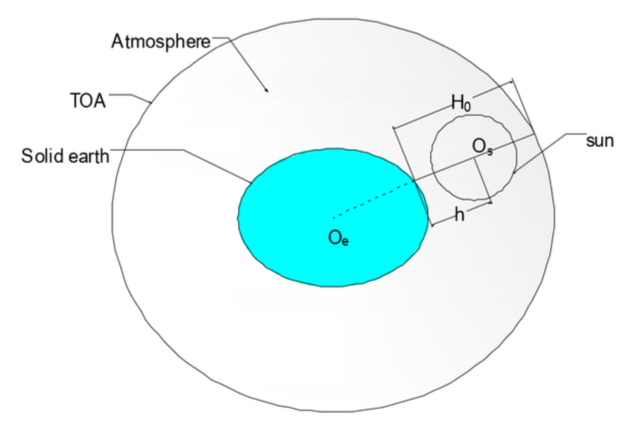 Atmosphere
H₀
TOA
Oₛ
sun
Solid earth
h
Oₑ